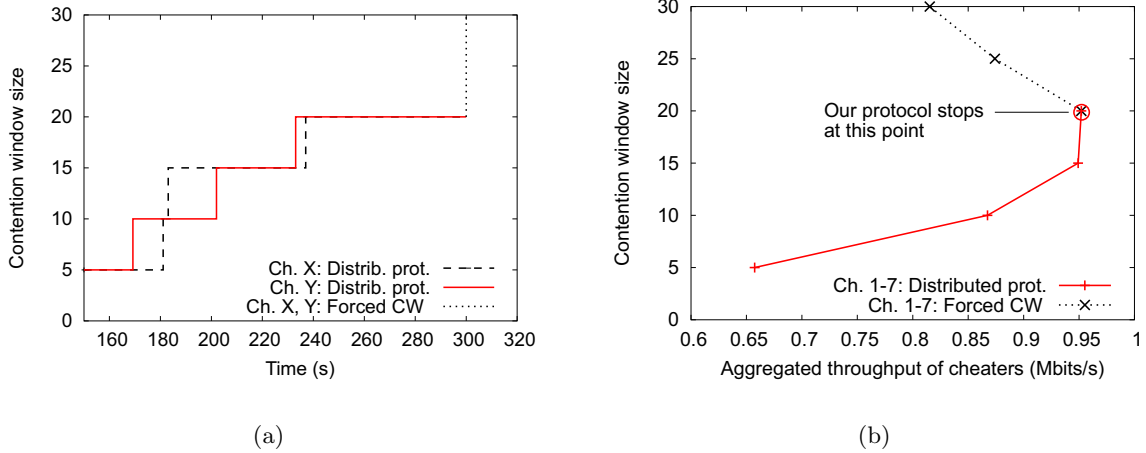 30
25
20
15
10
5
0
Contention window size
160 180 200 220 240 260 280 300 320
Time (s)
Ch. X: Distrib. prot.
Ch. Y: Distrib. prot.
Ch. X, Y: Forced CW
(a)
30
25
20
15
10
5
0
Contention window size
0.6 0.65 0.7 0.75 0.8 0.85 0.9 0.95 1
Aggregated throughput of cheaters (Mbits/s)
Our protocol stops
at this point
Ch. 1-7: Distributed prot.
Ch. 1-7: Forced CW
(b)